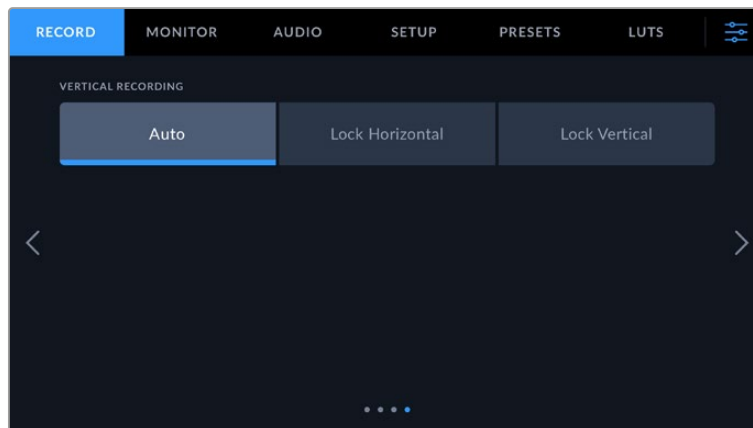 RECORD MONITOR AUDIO SETUP PRESETS LUTS
VERTICAL RECORDING
Auto Lock Horizontal Lock Vertical